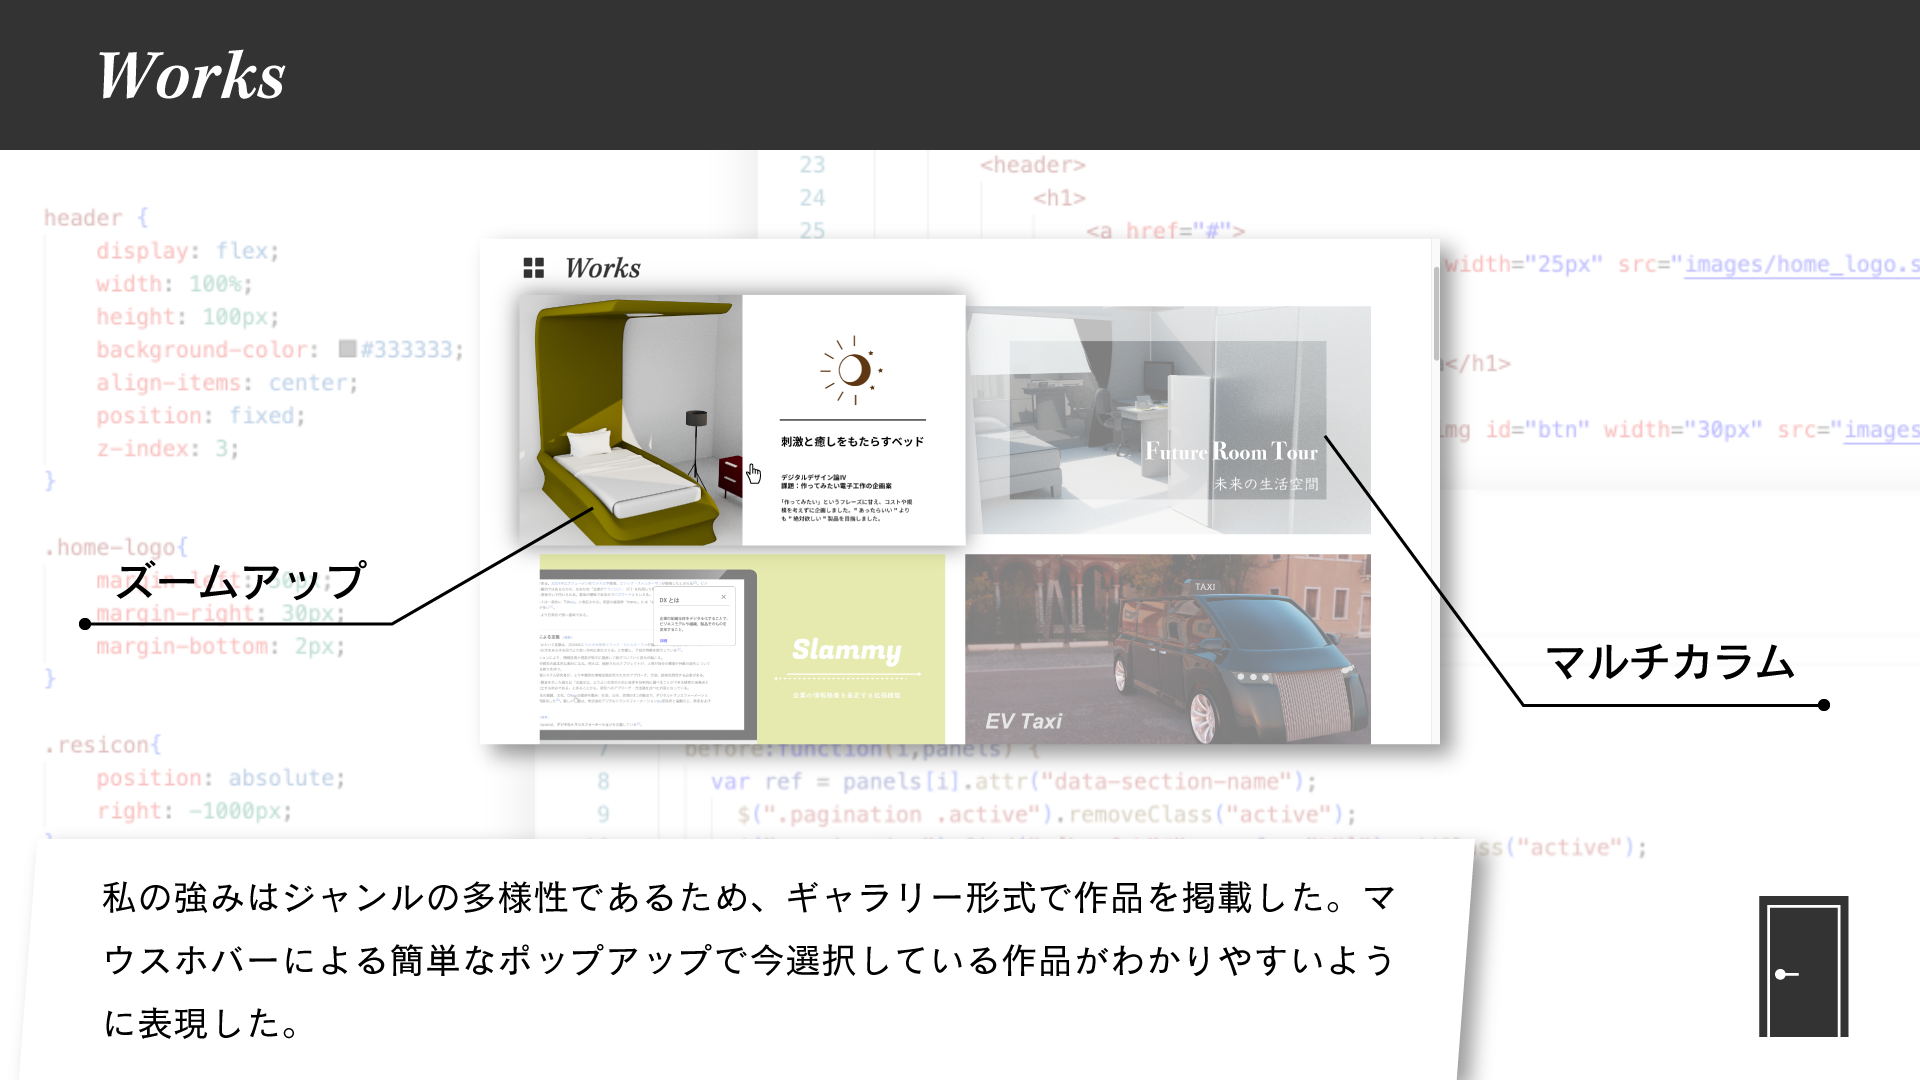 Works
23
<header>
24
<h1>
25
<a href="#">
width="25px" src="images/home_logo.s
</h1>
img id="btn" width="30px" src="images
header {
display: flex;
width: 100%;
height: 100px;
background-color: #333333;
align-items: center;
position: fixed;
z-index: 3;
}
.home-logo{
margin-left: 50px;
margin-right: 30px;
margin-bottom: 2px;
}
.resicon{
position: absolute;
right: -1000px;
Works
刺激と癒しをもたらすベッド
デジタルデザイン論IV
課題：作ってみたい電子工作の企画案
「作ってみたい」というフレーズに甘え、コストや規
模を考えずに企画しました。" あったらいい " より
も " 絶対欲しい " 製品を目指しました。
Future Room Tour
未来の生活空間
DX とは
Slammy
EV Taxi
TAXI
ズームアップ
マルチカラム
7
before:function(i,panels) {
8
var ref = panels[i].attr("data-section-name");
9
$(".pagination .active").removeClass("active");
ss("active");
私の強みはジャンルの多様性であるため、ギャラリー形式で作品を掲載した。マ
ウスホバーによる簡単なポップアップで今選択している作品がわかりやすいよう
に表現した。